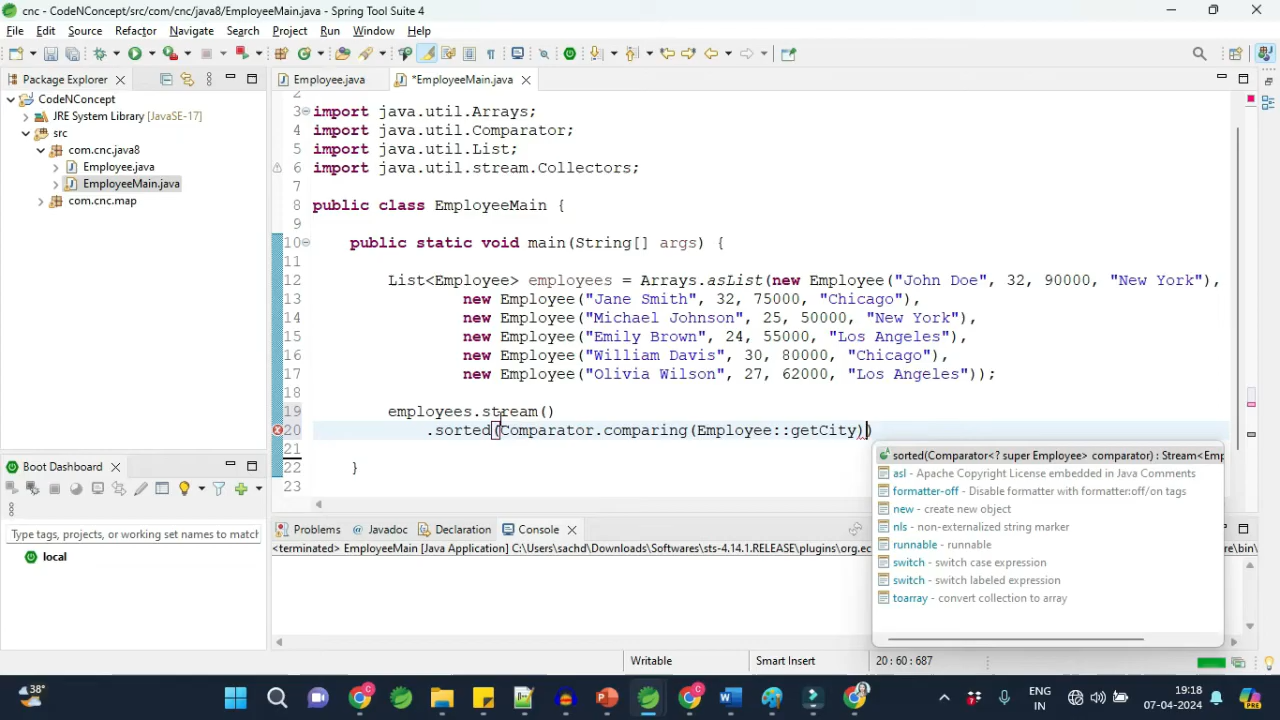 cnc - CodeNConcept/src/com/cnc/java8/EmployeeMain.java - Spring Tool Suite 4
File Edit Source Refactor Navigate Search Project Run Window Help
Package Explorer
Employee.java
*EmployeeMain.java
CodeNConcept
JRE System Library [JavaSE-17]
src
com.cnc.java8
Employee.java
EmployeeMain.java
com.cnc.map
2
3 import java.util.Arrays;
4 import java.util.Comparator;
5 import java.util.List;
6 import java.util.stream.Collectors;
7
8 public class EmployeeMain {
9
10 public static void main(String[] args) {
11
12 List<Employee> employees = Arrays.asList(new Employee("John Doe", 32, 90000, "New York"),
13 new Employee("Jane Smith", 32, 75000, "Chicago"),
14 new Employee("Michael Johnson", 25, 50000, "New York"),
15 new Employee("Emily Brown", 24, 55000, "Los Angeles"),
16 new Employee("William Davis", 30, 80000, "Chicago"),
17 new Employee("Olivia Wilson", 27, 62000, "Los Angeles"));
18
19 employees.stream()
20 .sorted(Comparator.comparing(Employee::getCity))
21
22 }
23
sorted(Comparator<? super Employee> comparator) : Stream<Emp
asl - Apache Copyright License embedded in Java Comments
formatter-off - Disable formatter with formatter:off/on tags
new - create new object
nls - non-externalized string marker
runnable - runnable
switch - switch case expression
switch - switch labeled expression
toarray - convert collection to array
Boot Dashboard
Type tags, projects, or working set names to match
local
Problems Javadoc Declaration Console
<terminated> EmployeeMain [Java Application] C:\Users\sachd\Downloads\Softwares\sts-4.14.1.RELEASE\plugins\org.ec
re\bin\
Writable Smart Insert 20 : 60 : 687
38°
ENG
IN
19:18
07-04-2024
PRE